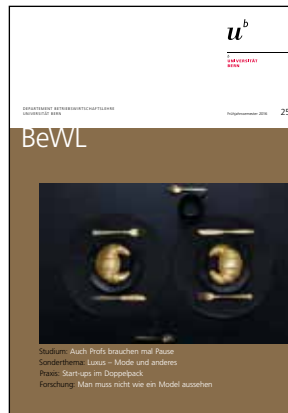 u^b
b
UNIVERSITÄT
BERN
DEPARTEMENT BETRIEBSWIRTSCHAFTSLEHRE
UNIVERSITÄT BERN
Frühjahrssemester 2016 25
BeWL
Studium: Auch Profs brauchen mal Pause
Sonderthema: Luxus – Mode und anderes
Praxis: Start-ups im Doppelpack
Forschung: Man muss nicht wie ein Model aussehen